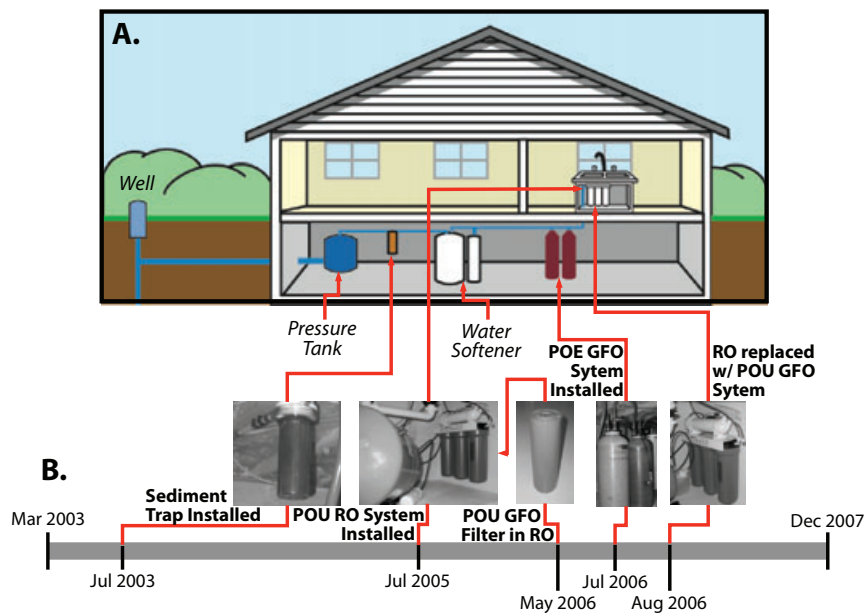 A.
Well
Pressure
Tank
Water
Softener
POE GFO
Sytem
Installed
RO replaced
w/ POU GFO
Sytem
B.
Sediment
Trap Installed
POU RO System
Installed
POU GFO
Filter in RO
Mar 2003
Dec 2007
Jul 2003
Jul 2005
May 2006
Jul 2006
Aug 2006